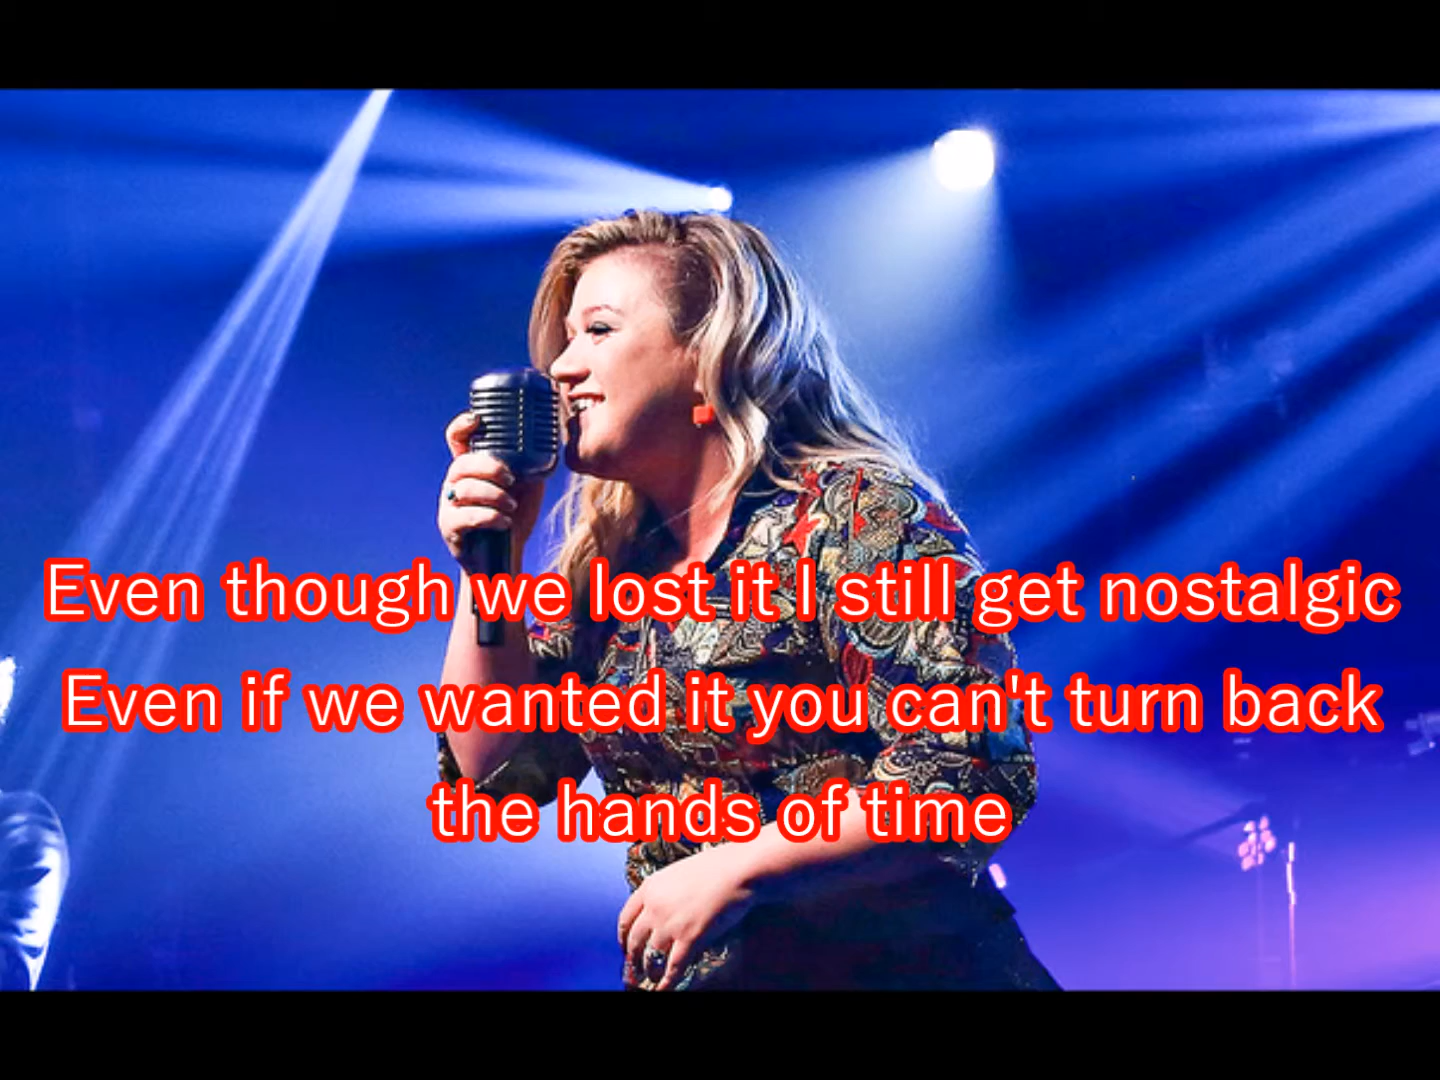 Even though we lost it I still get nostalgic
Even if we wanted it you can't turn back
the hands of time